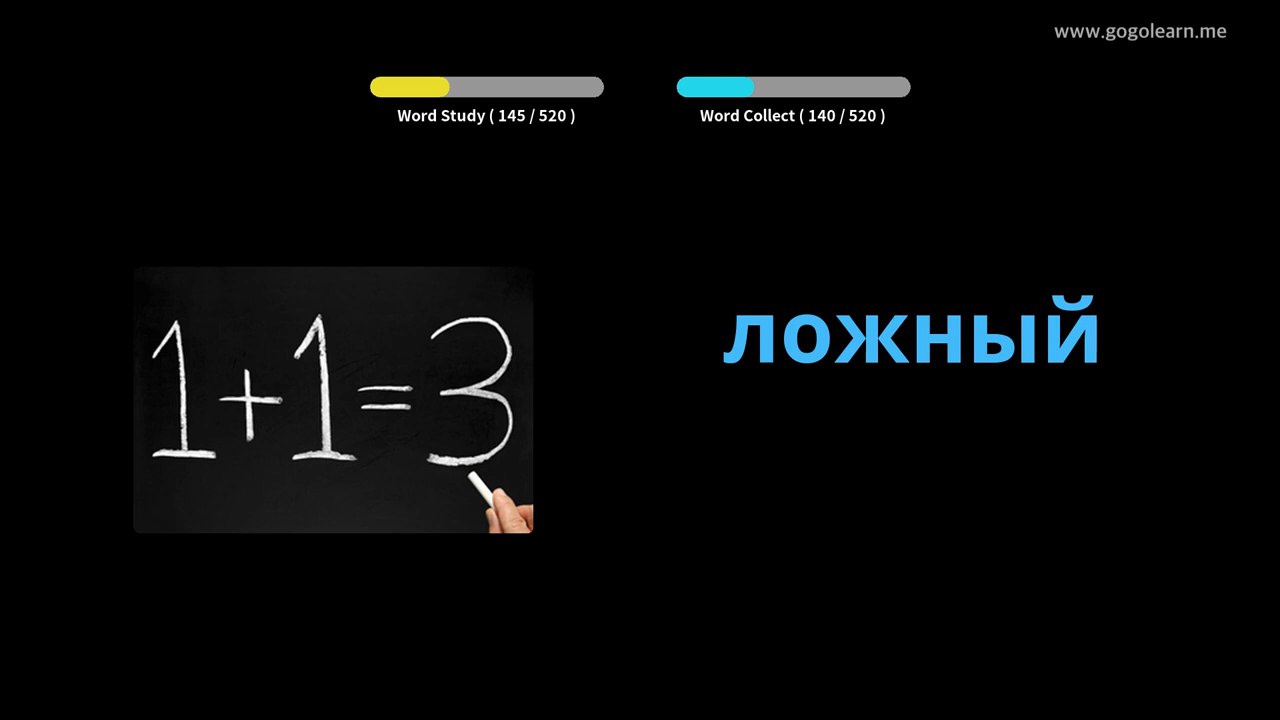 www.gogolearn.me
Word Study ( 145 / 520 )
Word Collect ( 140 / 520 )
ложный
1+1=3